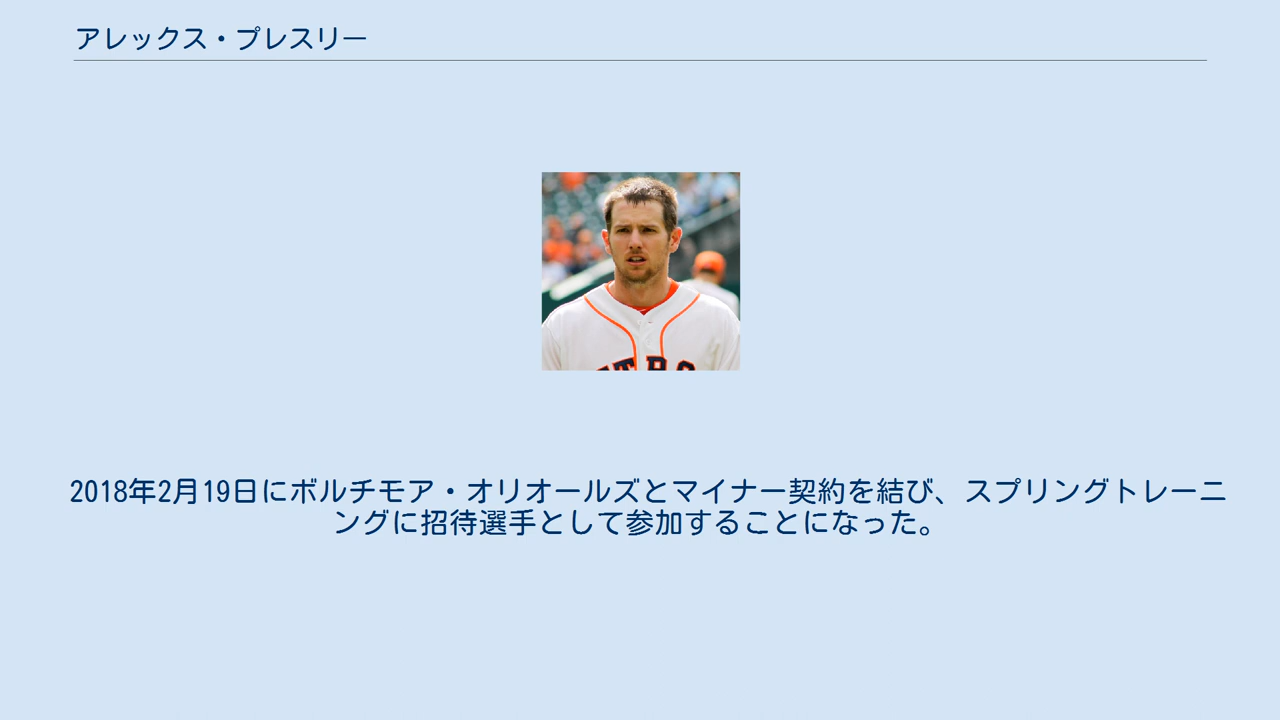 アレックス・プレスリー
2018年2月19日にボルチモア・オリオールズとマイナー契約を結び、スプリングトレーニ
ングに招待選手として参加することになった。